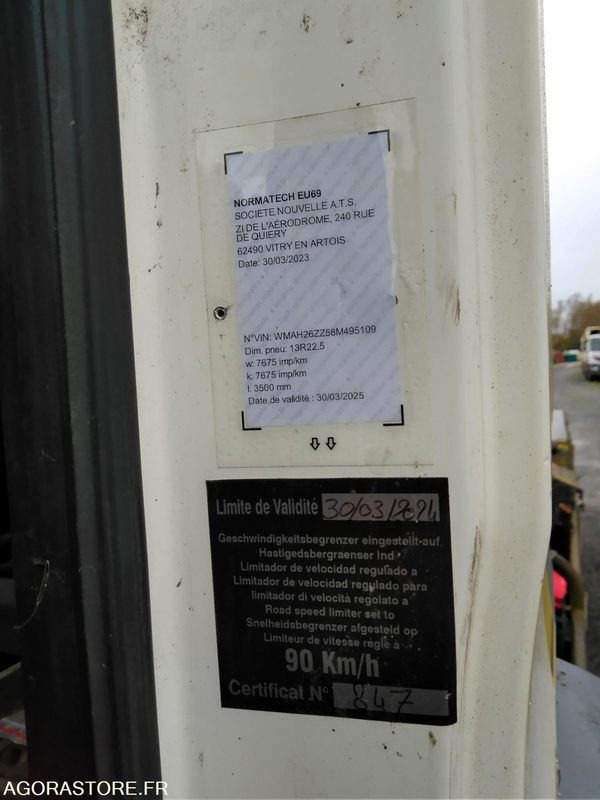 NORMATECH EU69
SOCIETE NOUVELLE A.T.S.
ZI DE L'AÉRODROME, 240 RUE
DE QUIERY
62490 VITRY EN ARTOIS
Date: 30/03/2023
N°VIN: WMAH26ZZ58M495109
Dim. pneu: 13R22.5
w: 7675 imp/km
k: 7675 imp/km
l: 3500 mm
Date de validité : 30/03/2025
Limite de Validité 30/03/2024
Geschwindigkeitsbegrenzer eingestellt-auf
Hastigedsbergraenser Ind
Limitador de velocidad regulado a
Limitador de velocidad regulado para
limitador di velocità regolato a
Road speed limiter set to
Snelheidsbegrenzer afgesteld op
Limiteur de vitesse réglé à
90 Km/h
Certificat N° 847
AGORASTORE.FR